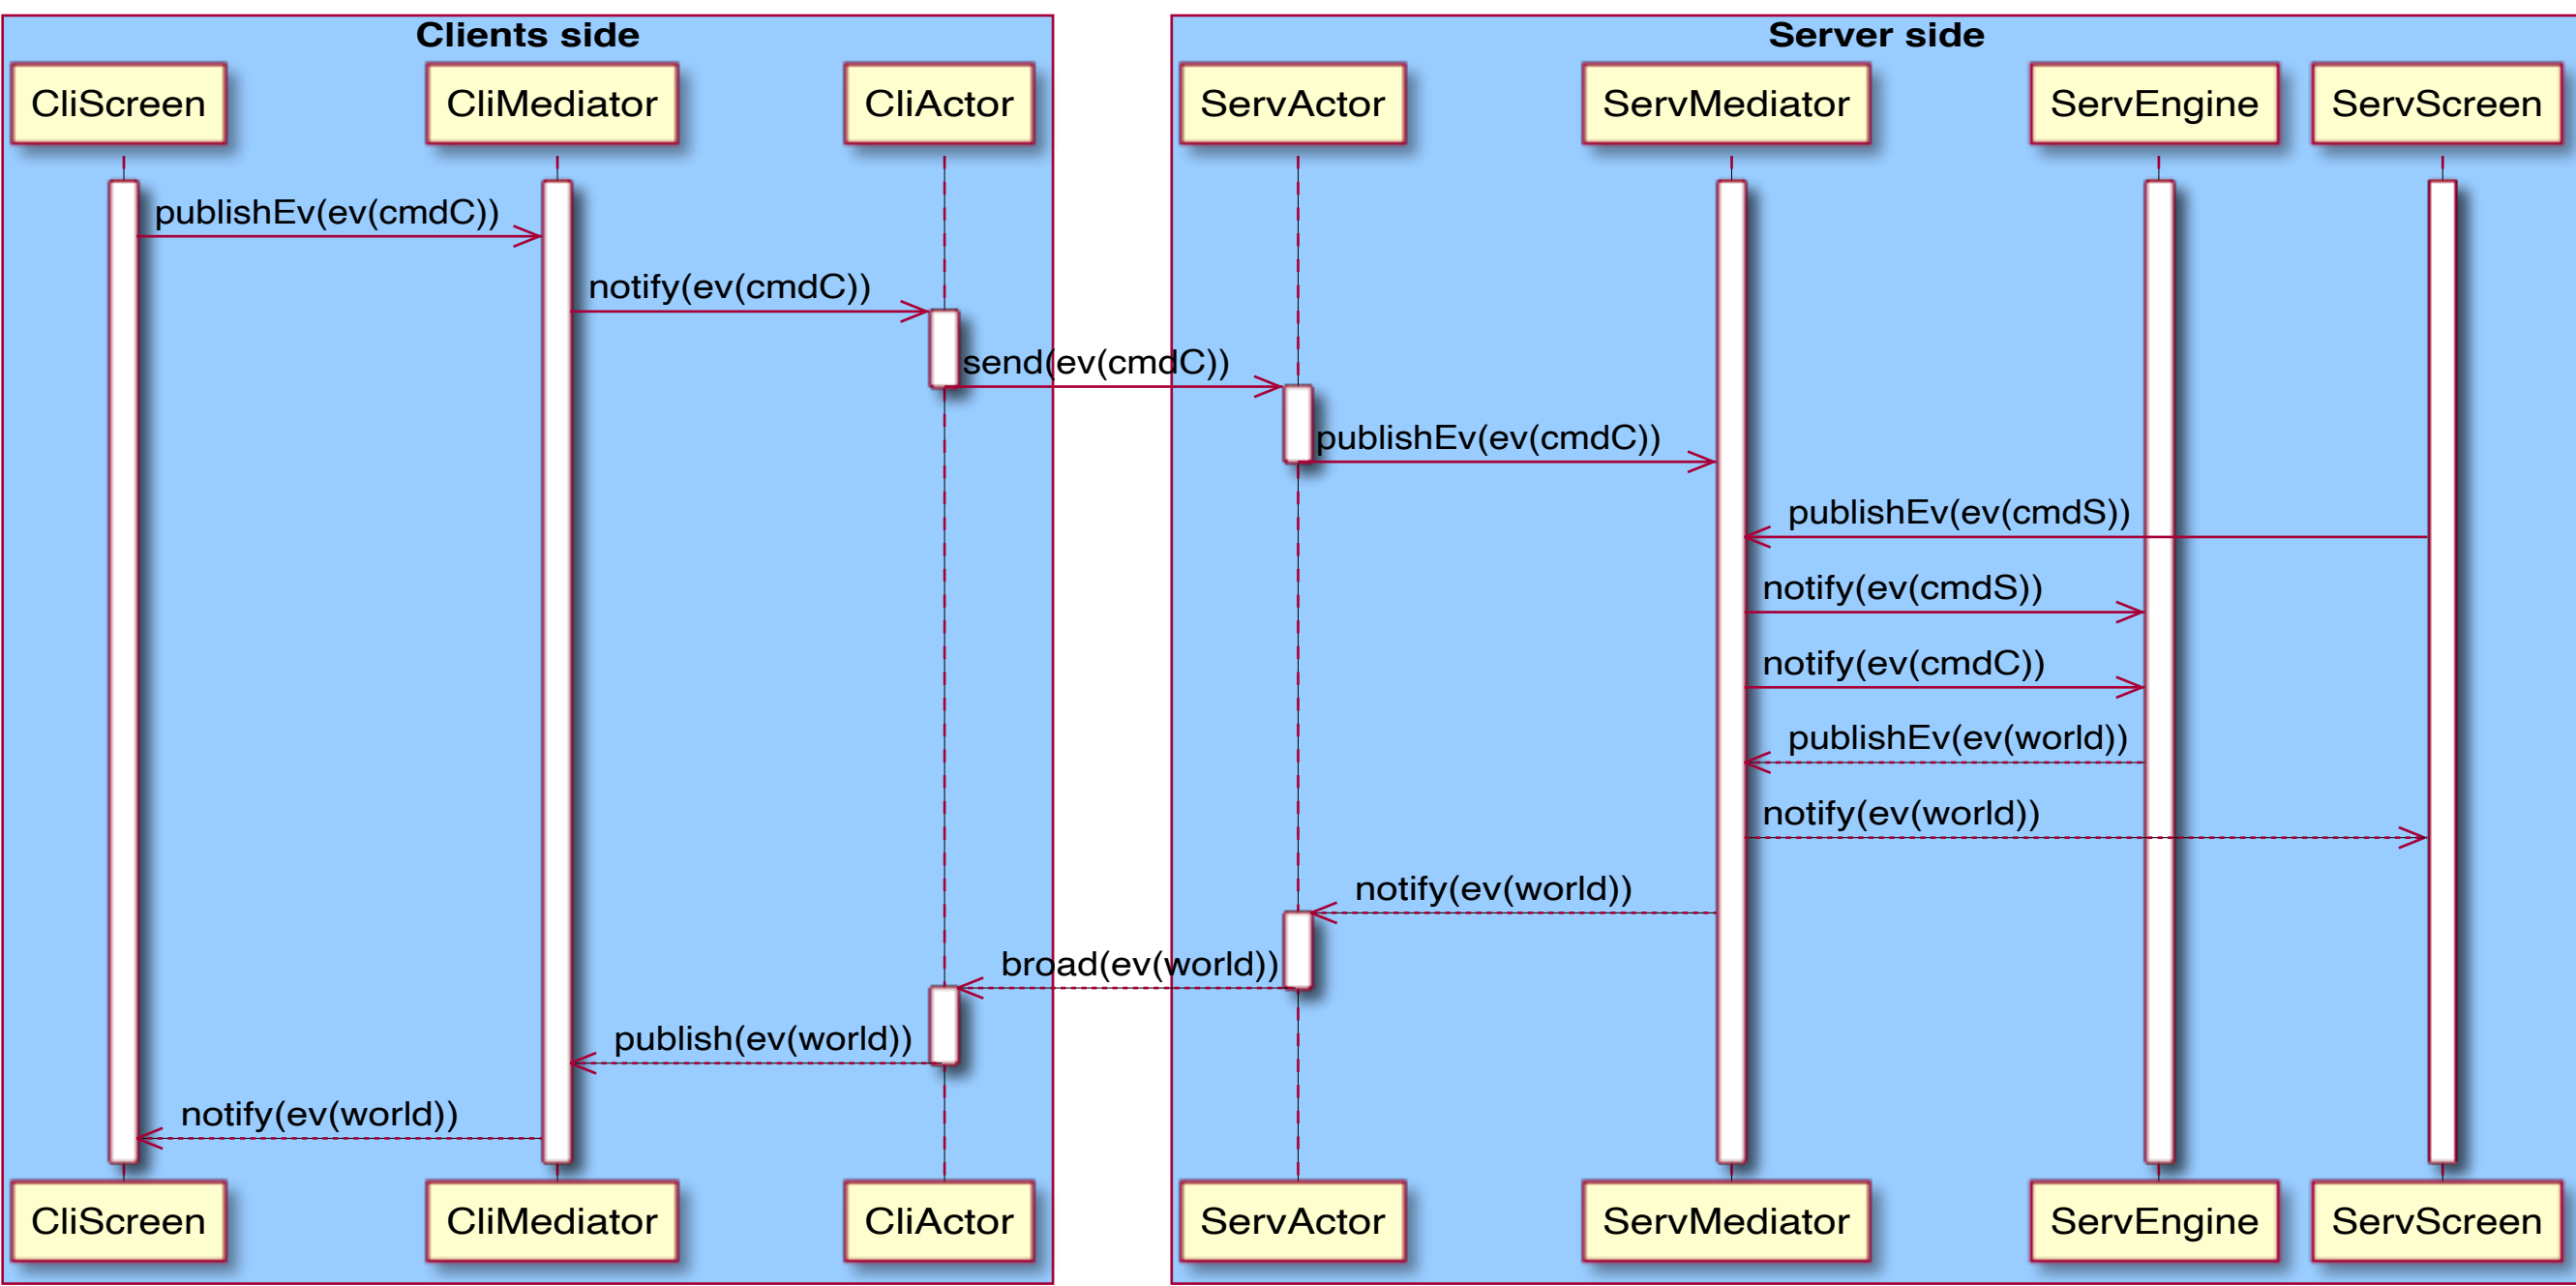 Clients side
Server side
CliScreen
CliMediator
CliActor
ServActor
ServMediator
ServEngine
ServScreen
publishEv(ev(cmdC))
notify(ev(cmdC))
send(ev(cmdC))
publishEv(ev(cmdC))
publishEv(ev(cmdS))
notify(ev(cmdS))
notify(ev(cmdC))
publishEv(ev(world))
notify(ev(world))
notify(ev(world))
broad(ev(world))
publish(ev(world))
notify(ev(world))
CliScreen
CliMediator
CliActor
ServActor
ServMediator
ServEngine
ServScreen